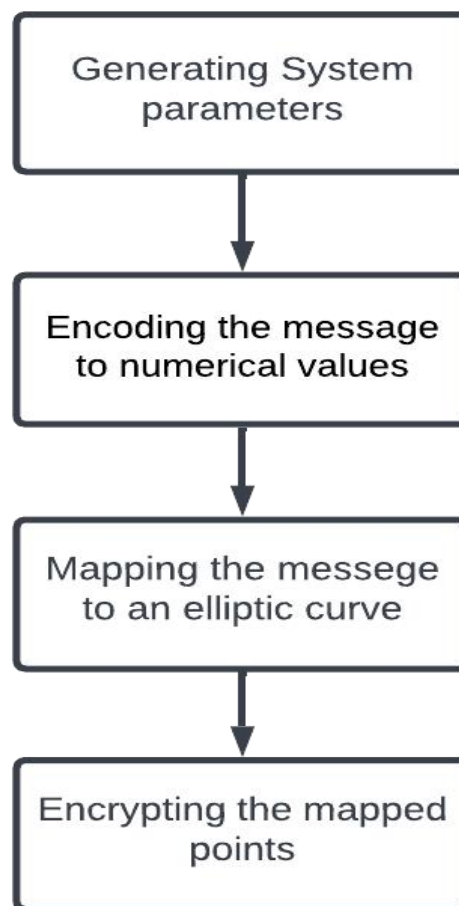 Generating System
parameters
Encoding the message
to numerical values
Mapping the messege
to an elliptic curve
Encrypting the mapped
points